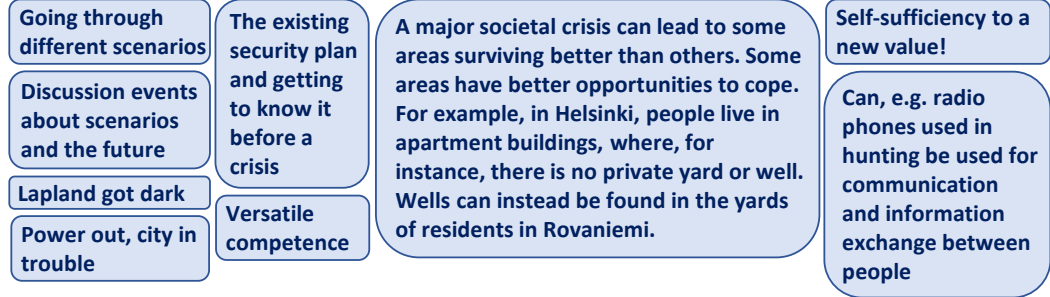 Going through
different scenarios
Discussion events
about scenarios
and the future
Lapland got dark
Power out, city in
trouble
The existing
security plan
and getting
to know it
before a
crisis
Versatile
competence
A major societal crisis can lead to some
areas surviving better than others. Some
areas have better opportunities to cope.
For example, in Helsinki, people live in
apartment buildings, where, for
instance, there is no private yard or well.
Wells can instead be found in the yards
of residents in Rovaniemi.
Self-sufficiency to a
new value!
Can, e.g. radio
phones used in
hunting be used for
communication
and information
exchange between
people